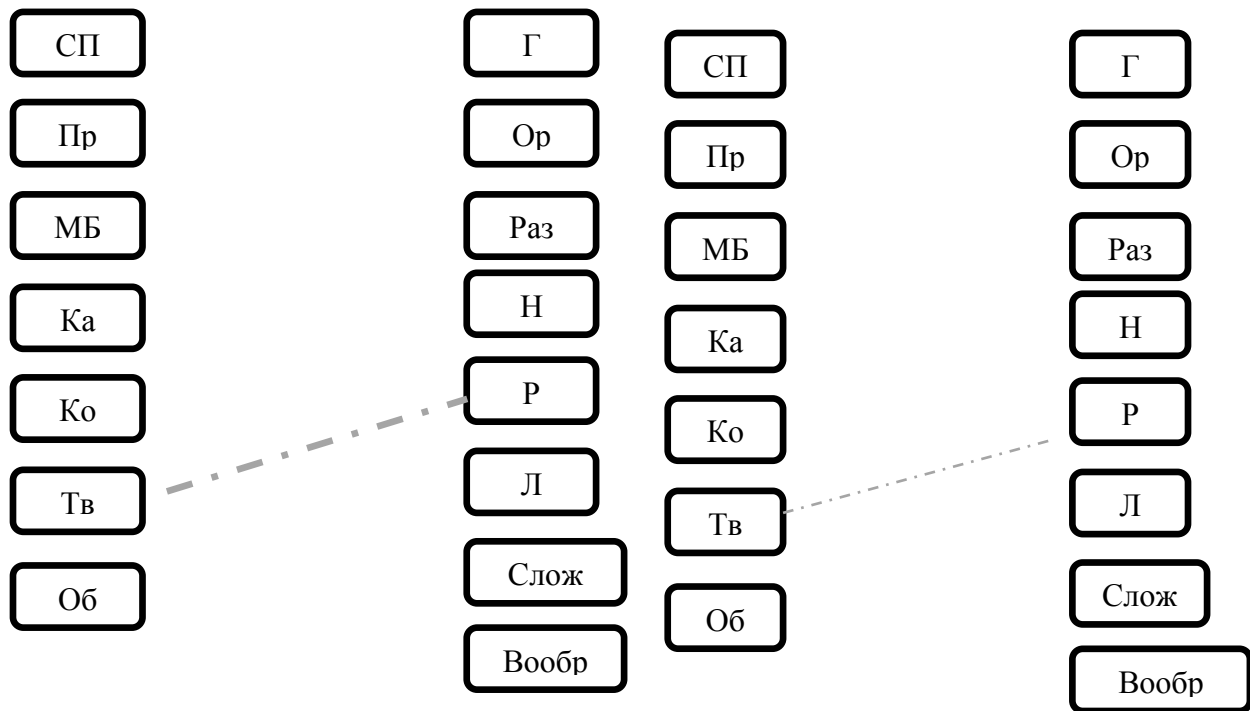 СП
Пр
МБ
Ка
Ко
Тв
Об
Г
Ор
Раз
Н
Р
Л
Слож
Вообр
СП
Пр
МБ
Ка
Ко
Тв
Об
Г
Ор
Раз
Н
Р
Л
Слож
Вообр